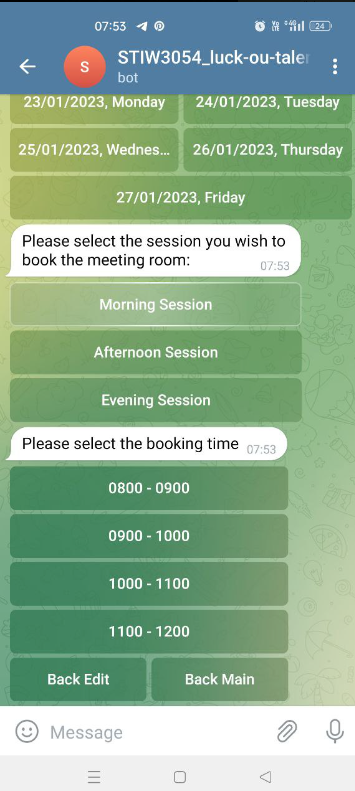 07:53
24
STIW3054_luck-ou-taler
bot
S
23/01/2023, Monday
24/01/2023, Tuesday
25/01/2023, Wednes...
26/01/2023, Thursday
27/01/2023, Friday
Please select the session you wish to
book the meeting room:
07:53
Morning Session
Afternoon Session
Evening Session
Please select the booking time
07:53
0800 - 0900
0900 - 1000
1000 - 1100
1100 - 1200
Back Edit
Back Main
Message